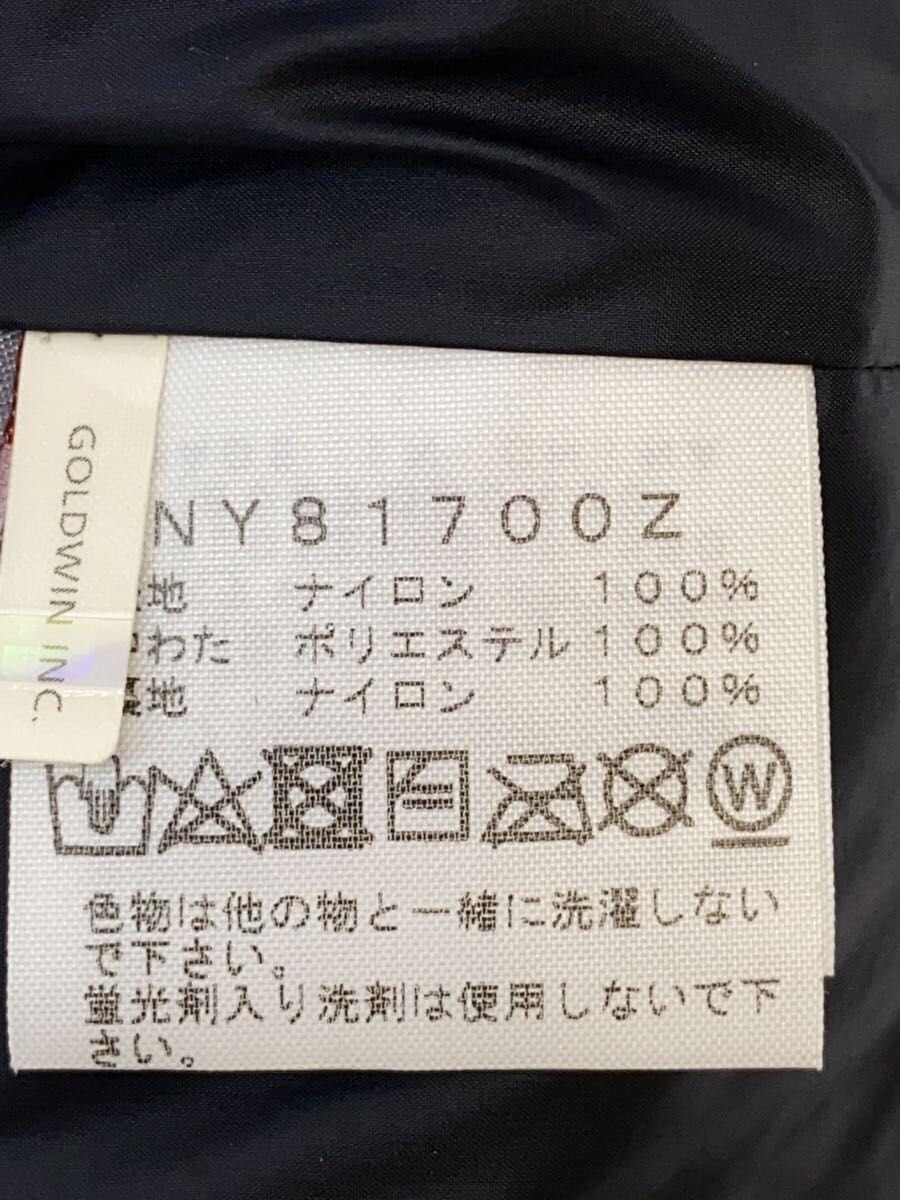 GOLDWIN INC.
NY81700Z
地 ナイロン 100%
わた ポリエステル 100%
裏地 ナイロン 100%
W
色物は他の物と一緒に洗濯しない
で下さい。
蛍光剤入り洗剤は使用しないで下
さい。